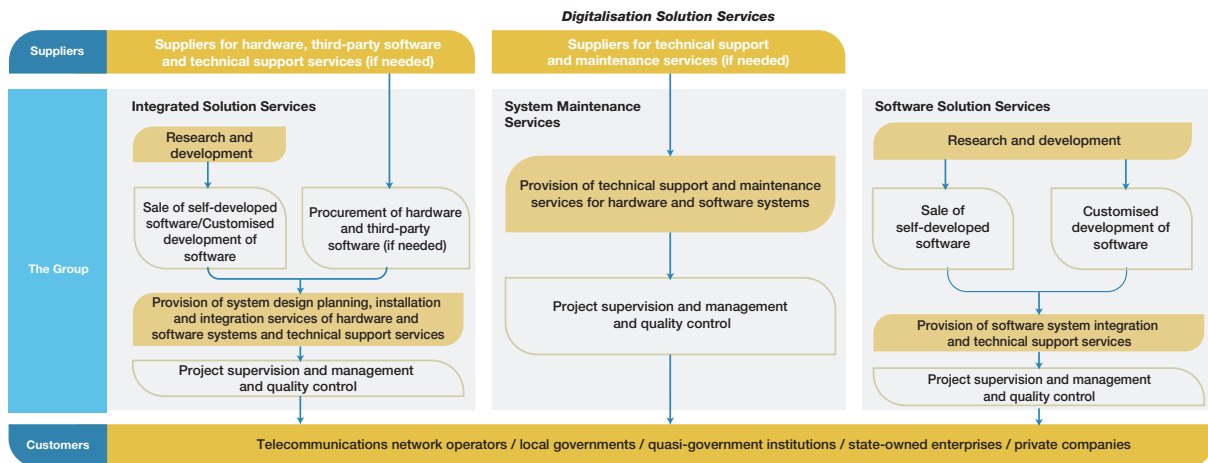 Digitalisation Solution Services
Suppliers
Suppliers for hardware, third-party software
and technical support services (if needed)
Suppliers for technical support
and maintenance services (if needed)
The Group
Integrated Solution Services
Research and
development
Sale of self-developed
software/Customised
development of
software
Procurement of hardware
and third-party
software (if needed)
Provision of system design planning, installation
and integration services of hardware and
software systems and technical support services
Project supervision and management
and quality control
System Maintenance
Services
Provision of technical support and maintenance
services for hardware and software systems
Project supervision and management
and quality control
Software Solution Services
Research and development
Sale of
self-developed
software
Customised
development of
software
Provision of software system integration
and technical support services
Project supervision and management
and quality control
Customers
Telecommunications network operators / local governments / quasi-government institutions / state-owned enterprises / private companies